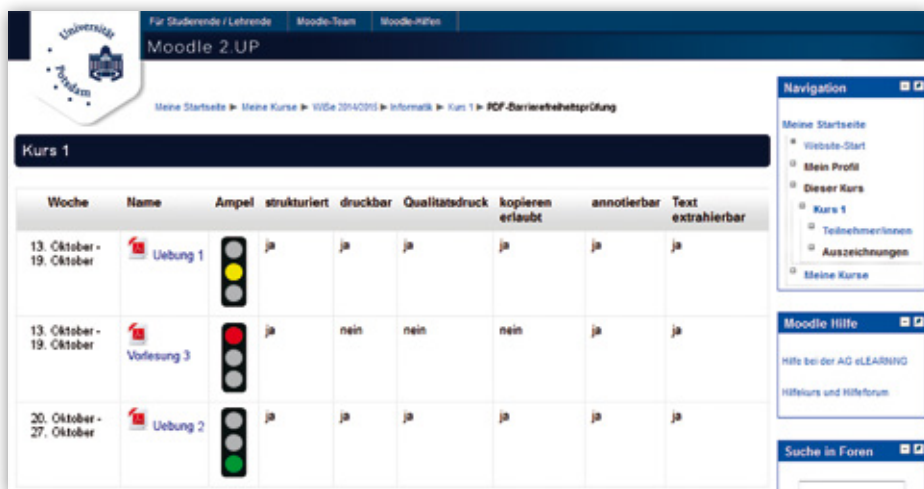 Universität
Potsdam
Für Studierende / Lehrende Moodle-Team Moodle-Hilfen
Moodle 2.UP
Meine Startseite ► Meine Kurse ► WiSe 2014/2015 ► Informatik ► Kurs 1 ► PDF-Barrierefreiheitsprüfung
Kurs 1
Woche Name Ampel strukturiert druckbar Qualitätsdruck kopieren erlaubt annotierbar Text extrahierbar
13. Oktober - 19. Oktober Uebung 1 ja ja ja ja ja ja
13. Oktober - 19. Oktober Vorlesung 3 ja nein nein nein ja ja
20. Oktober - 27. Oktober Uebung 2 ja ja ja ja ja ja
Navigation
Meine Startseite
Website-Start
Mein Profil
Dieser Kurs
Kurs 1
Teilnehmer/innen
Auszeichnungen
Meine Kurse
Moodle Hilfe
Hilfe bei der AG eLEARNING
Hilfekurs und Hilfeforum
Suche in Foren